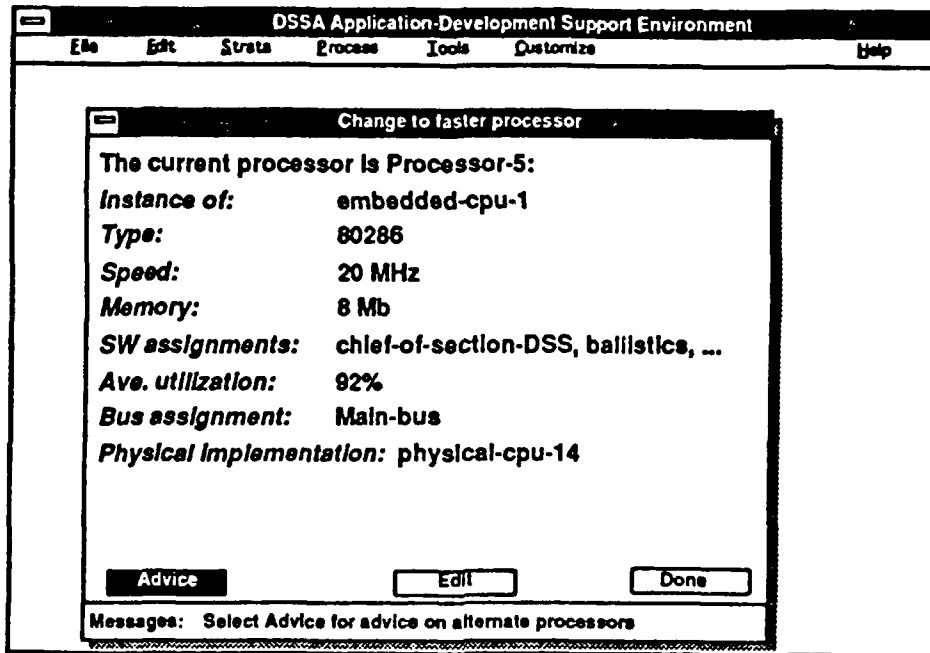 DSSA Application-Development Support Environment
File Edit Strata Process Tools Customize Help
Change to faster processor
The current processor is Processor-5:
Instance of: embedded-cpu-1
Type: 80286
Speed: 20 MHz
Memory: 8 Mb
SW assignments: chief-of-section-DSS, ballistics, ...
Ave. utilization: 92%
Bus assignment: Main-bus
Physical Implementation: physical-cpu-14
Advice Edit Done
Messages: Select Advice for advice on alternate processors